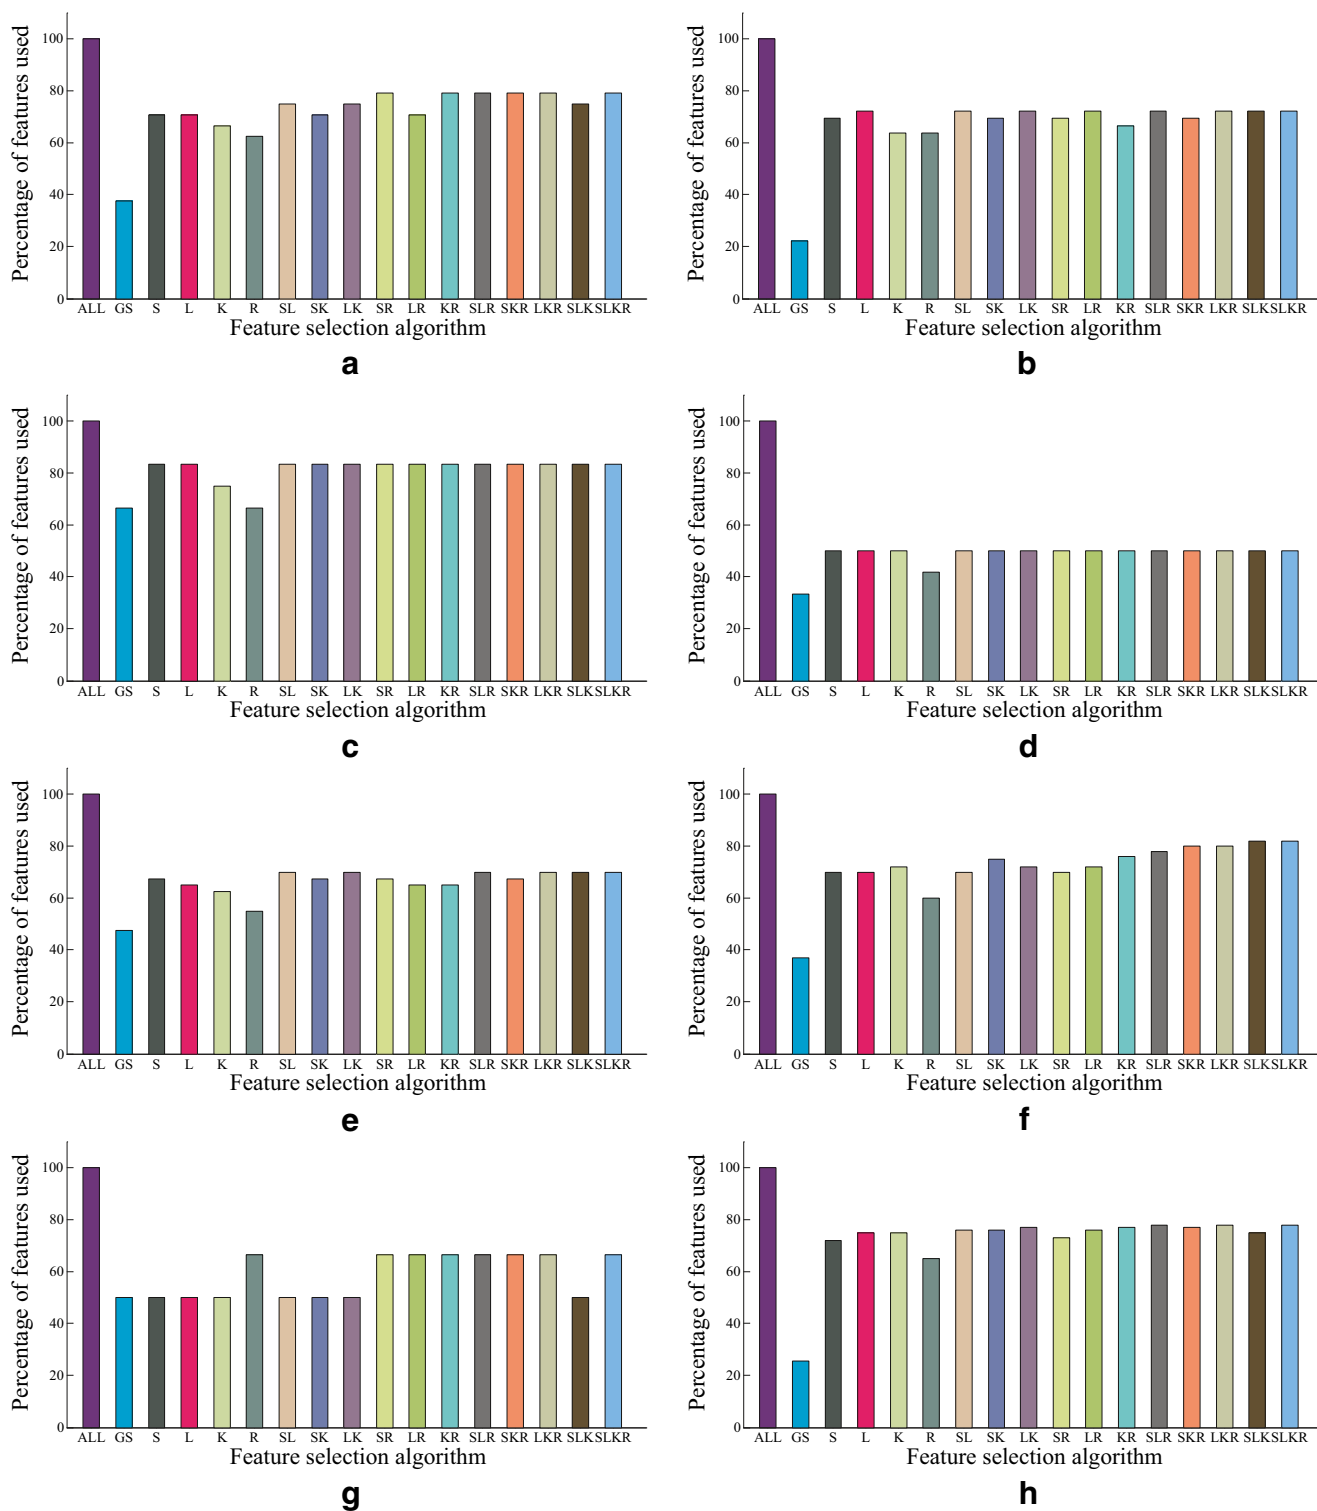 Percentage of features used
100
80
60
40
20
0
ALL GS S L K R SL SK LK SR LR KR SLR SKR LKR SLK SLKR
Feature selection algorithm
a
Percentage of features used
100
80
60
40
20
0
ALL GS S L K R SL SK LK SR LR KR SLR SKR LKR SLK SLKR
Feature selection algorithm
b
Percentage of features used
100
80
60
40
20
0
ALL GS S L K R SL SK LK SR LR KR SLR SKR LKR SLK SLKR
Feature selection algorithm
c
Percentage of features used
100
80
60
40
20
0
ALL GS S L K R SL SK LK SR LR KR SLR SKR LKR SLK SLKR
Feature selection algorithm
d
Percentage of features used
100
80
60
40
20
0
ALL GS S L K R SL SK LK SR LR KR SLR SKR LKR SLK SLKR
Feature selection algorithm
e
Percentage of features used
100
80
60
40
20
0
ALL GS S L K R SL SK LK SR LR KR SLR SKR LKR SLK SLKR
Feature selection algorithm
f
Percentage of features used
100
80
60
40
20
0
ALL GS S L K R SL SK LK SR LR KR SLR SKR LKR SLK SLKR
Feature selection algorithm
g
Percentage of features used
100
80
60
40
20
0
ALL GS S L K R SL SK LK SR LR KR SLR SKR LKR SLK SLKR
Feature selection algorithm
h